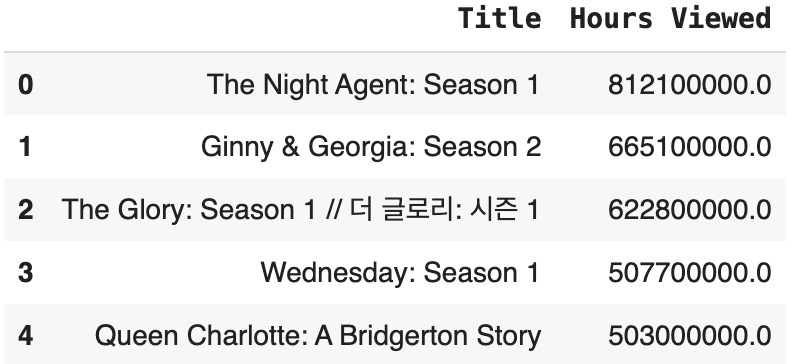 Title Hours Viewed
0 The Night Agent: Season 1 812100000.0
1 Ginny & Georgia: Season 2 665100000.0
2 The Glory: Season 1 // 더 글로리: 시즌 1 622800000.0
3 Wednesday: Season 1 507700000.0
4 Queen Charlotte: A Bridgerton Story 503000000.0